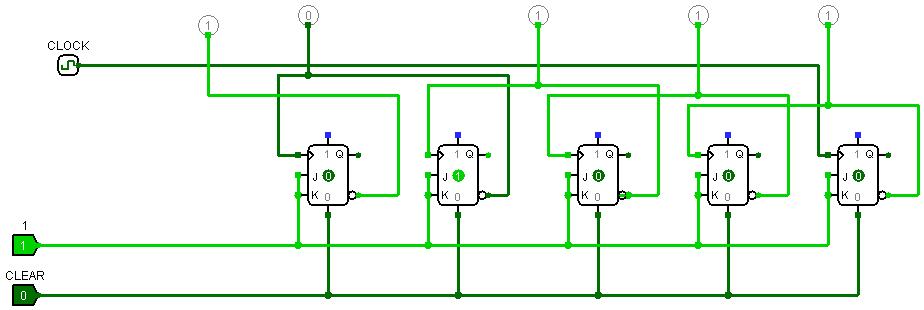 1 0 1 1 1
CLOCK
1 Q 1 Q 1 Q 1 Q 1 Q
J 0 J 1 J 0 J 0 J 0
K 0 K 0 K 0 K 0 K 0
1
1
CLEAR
0